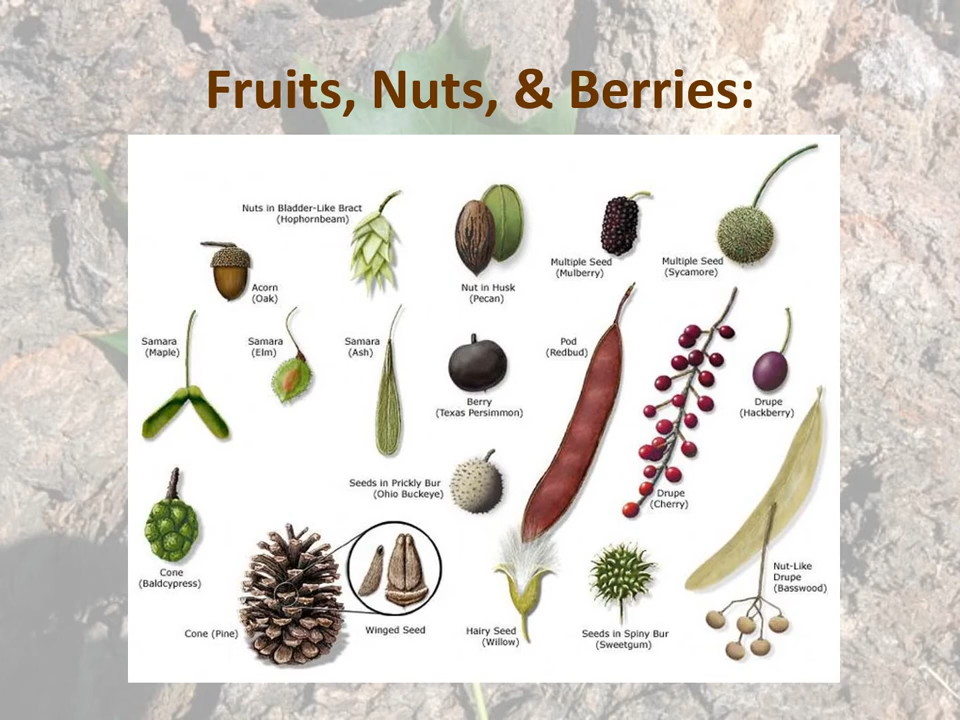 Fruits, Nuts, & Berries:
Nuts in Bladder-Like Bract
(Hophornbeam)
Acorn
(Oak)
Nut in Husk
(Pecan)
Multiple Seed
(Mulberry)
Multiple Seed
(Sycamore)
Samara
(Maple)
Samara
(Elm)
Samara
(Ash)
Berry
(Texas Persimmon)
Pod
(Redbud)
Drupe
(Hackberry)
Seeds in Prickly Bur
(Ohio Buckeye)
Drupe
(Cherry)
Cone
(Baldcypress)
Nut-Like
Drupe
(Basswood)
Cone (Pine)
Winged Seed
Hairy Seed
(Willow)
Seeds in Spiny Bur
(Sweetgum)